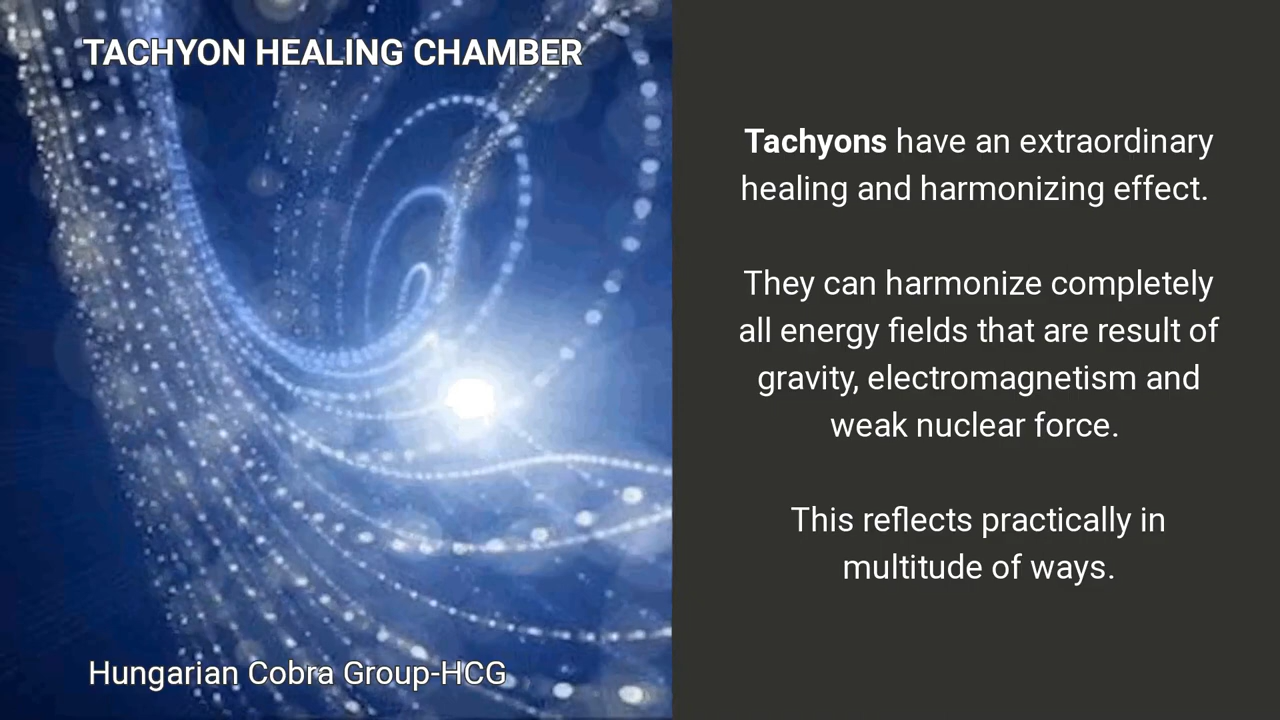 TACHYON HEALING CHAMBER
Hungarian Cobra Group-HCG
Tachyons have an extraordinary
healing and harmonizing effect.
They can harmonize completely
all energy fields that are result of
gravity, electromagnetism and
weak nuclear force.
This reflects practically in
multitude of ways.